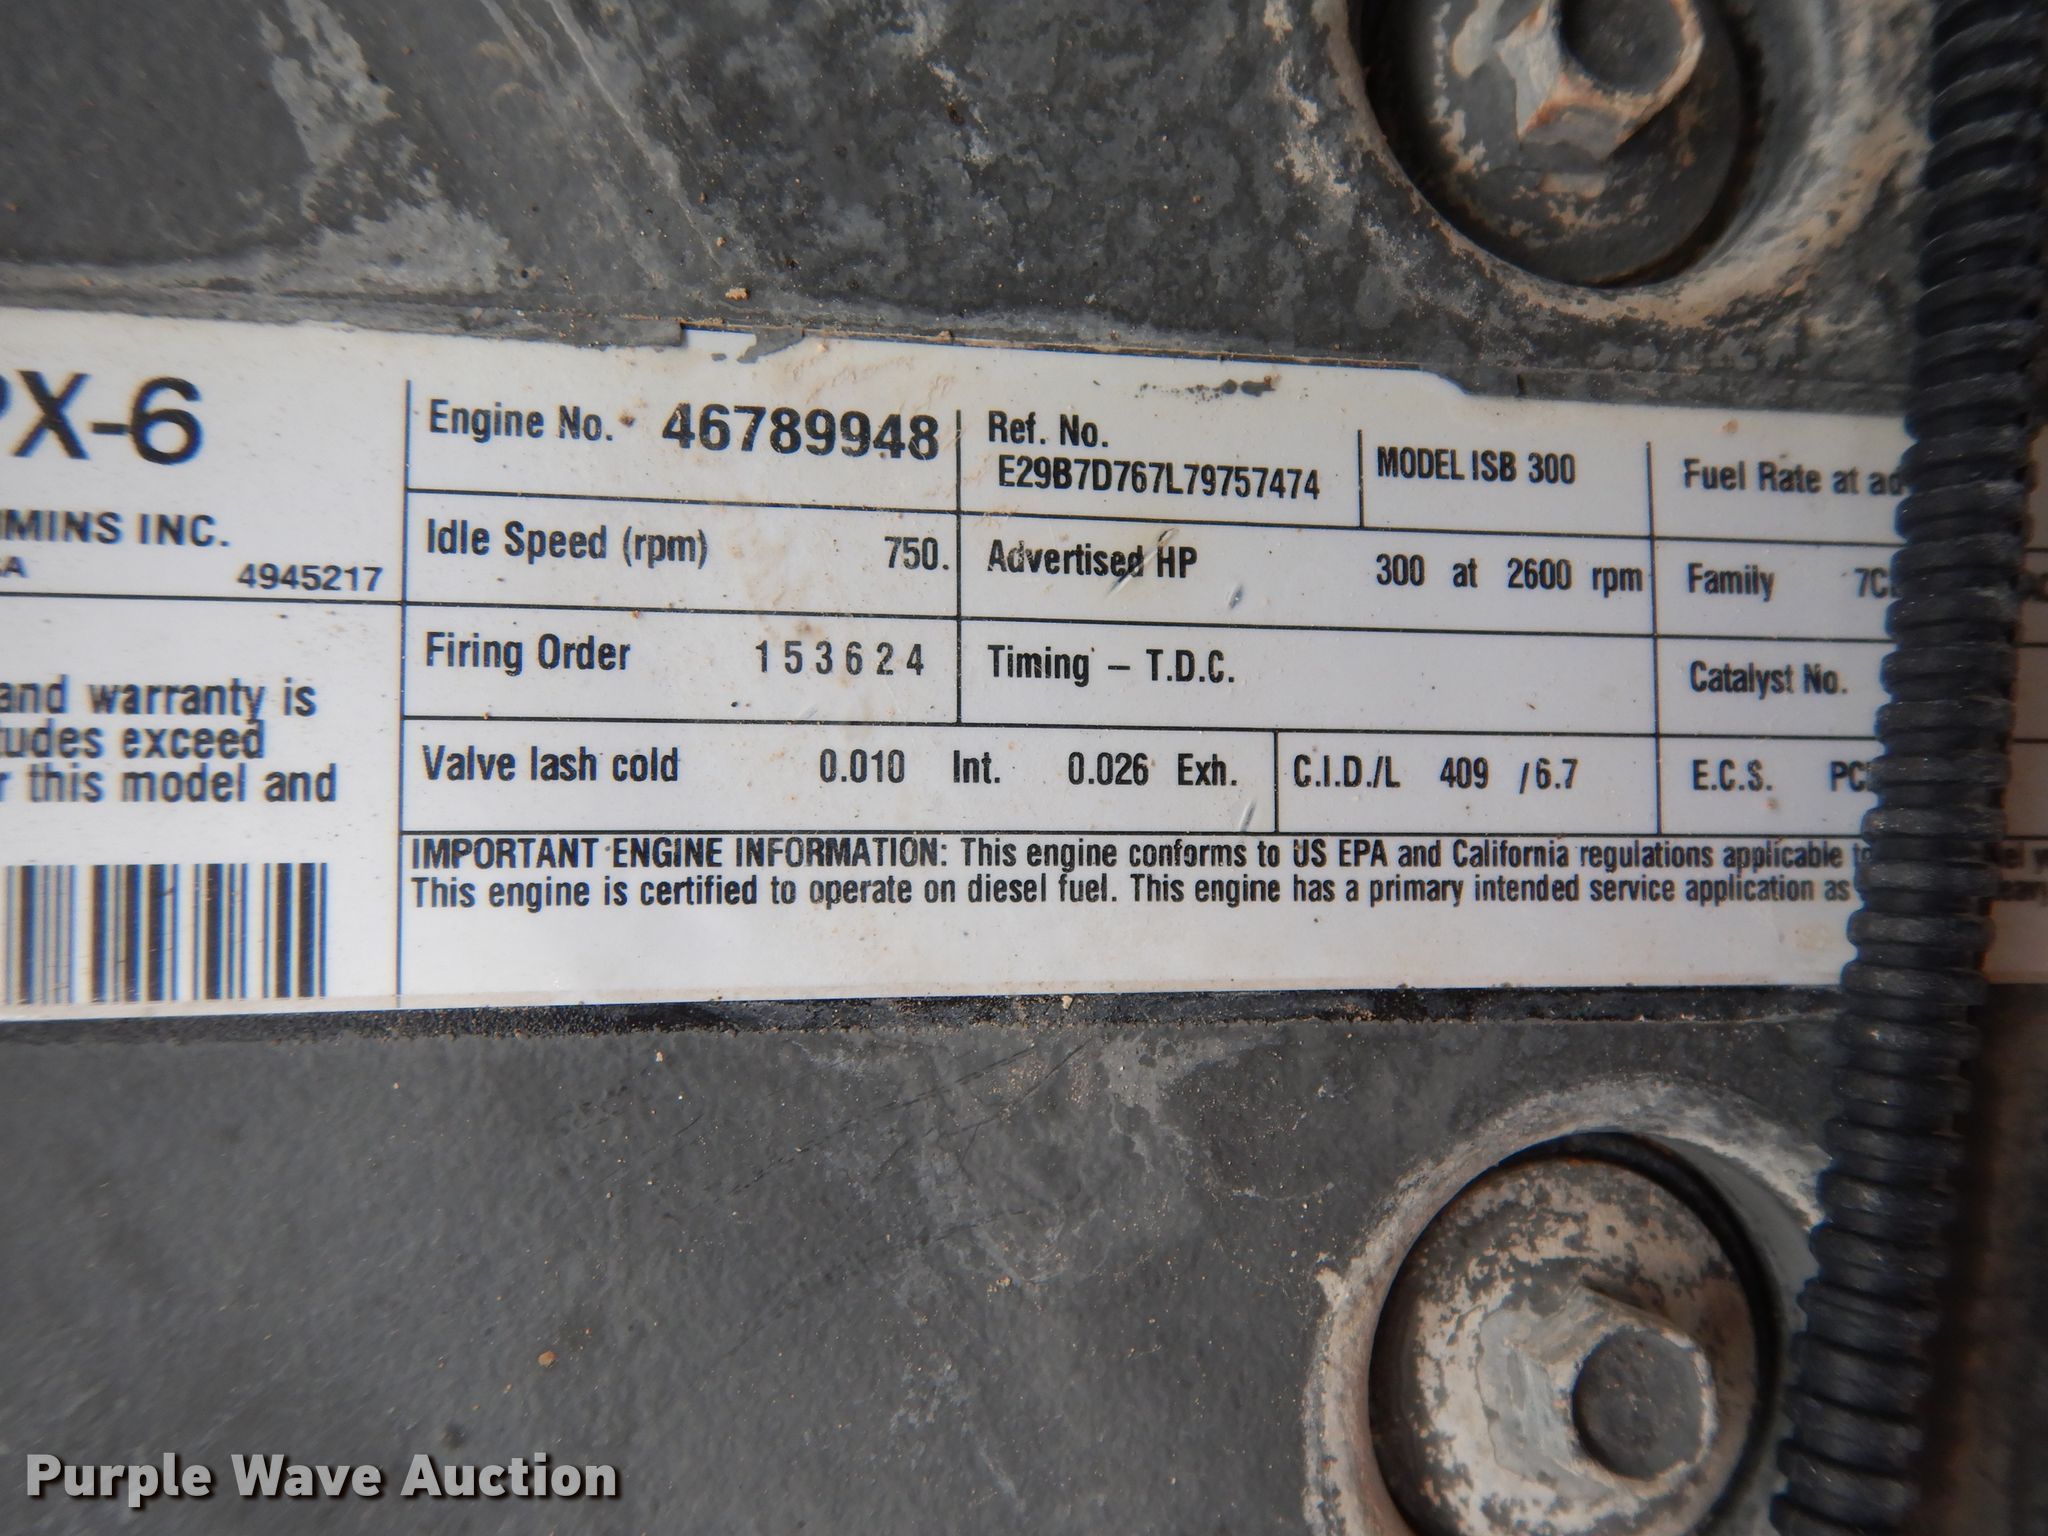 PX-6
MMINS INC.
4945217
and warranty is
tudes exceed
r this model and
Engine No. 46789948
Ref. No.
E29B7D767L79757474
MODEL ISB 300
Fuel Rate at ad
Idle Speed (rpm) 750.
Advertised HP 300 at 2600 rpm
Family 7C
Firing Order 1 5 3 6 2 4
Timing – T.D.C.
Catalyst No.
Valve lash cold 0.010 Int. 0.026 Exh.
C.I.D./L 409 /6.7
E.C.S. PC
IMPORTANT ENGINE INFORMATION: This engine conforms to US EPA and California regulations applicable
This engine is certified to operate on diesel fuel. This engine has a primary intended service application as
Purple Wave Auction